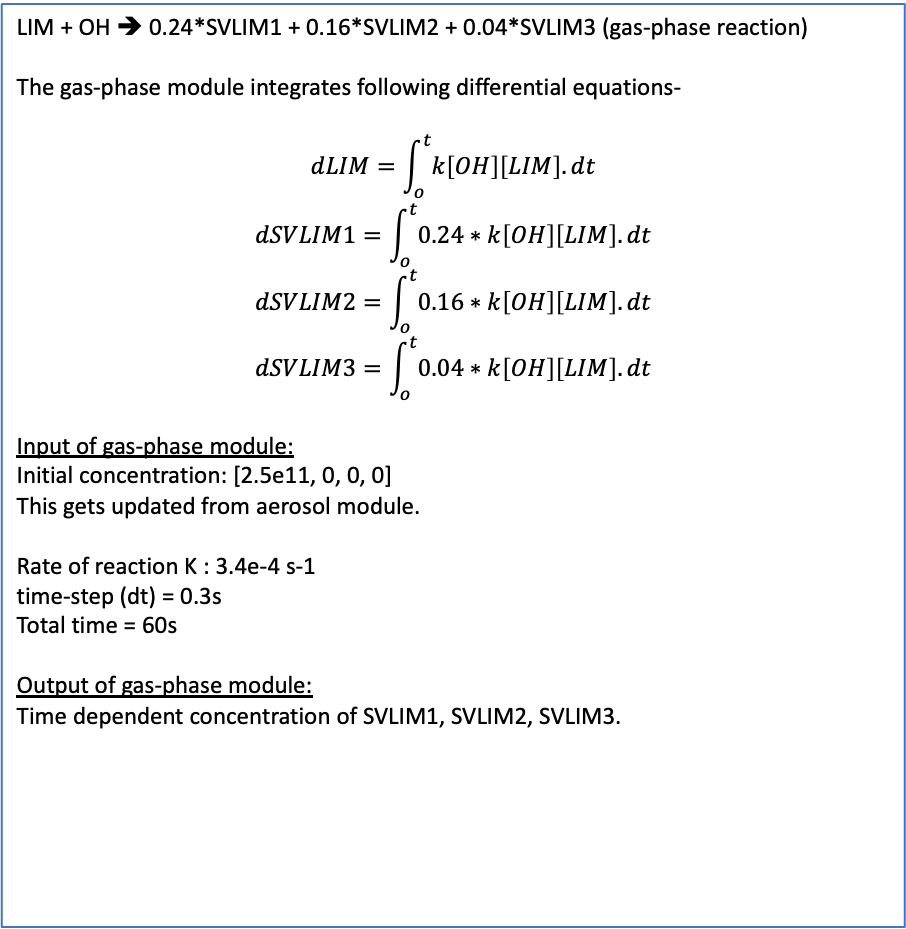 LIM + OH ➔ 0.24*SVLIM1 + 0.16*SVLIM2 + 0.04*SVLIM3 (gas-phase reaction)
The gas-phase module integrates following differential equations-
dLIM = ∫ₒᵗ k[OH][LIM].dt
dSVLIM1 = ∫ₒᵗ 0.24 * k[OH][LIM].dt
dSVLIM2 = ∫ₒᵗ 0.16 * k[OH][LIM].dt
dSVLIM3 = ∫ₒᵗ 0.04 * k[OH][LIM].dt
Input of gas-phase module:
Initial concentration: [2.5e11, 0, 0, 0]
This gets updated from aerosol module.
Rate of reaction K : 3.4e-4 s-1
time-step (dt) = 0.3s
Total time = 60s
Output of gas-phase module:
Time dependent concentration of SVLIM1, SVLIM2, SVLIM3.